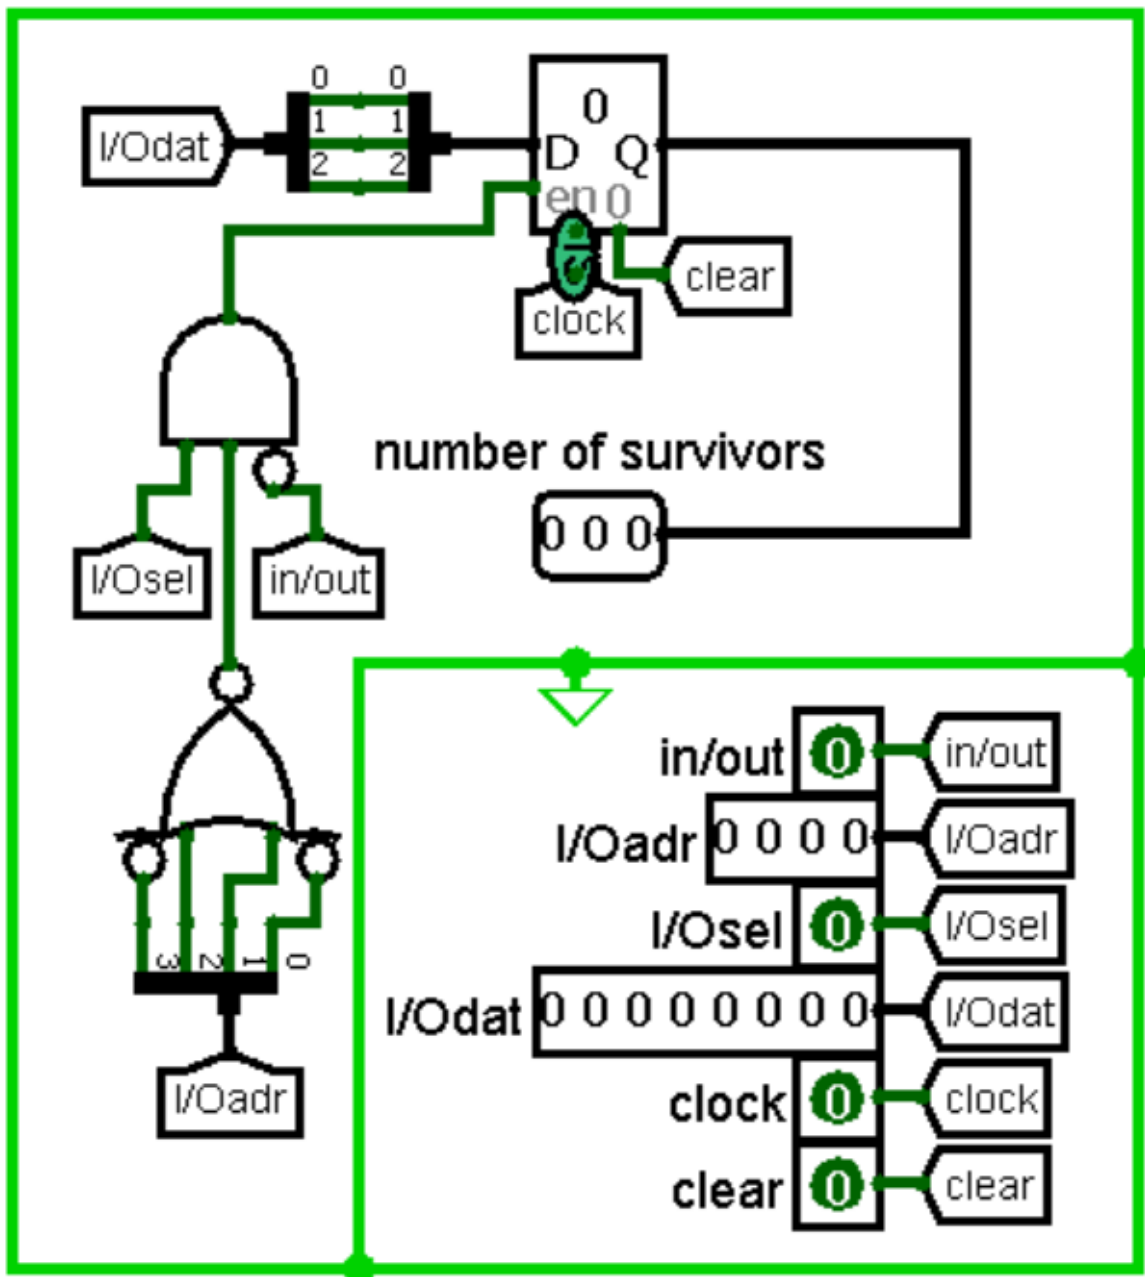 0 0
I/Odat 1 1
2 2
0
D Q
en 0
clear
clock
number of survivors
0 0 0
I/Osel in/out
in/out 0 in/out
I/Oadr 0 0 0 0 I/Oadr
I/Osel 0 I/Osel
3 2 1 0
I/Odat 0 0 0 0 0 0 0 0 I/Odat
I/Oadr
clock 0 clock
clear 0 clear